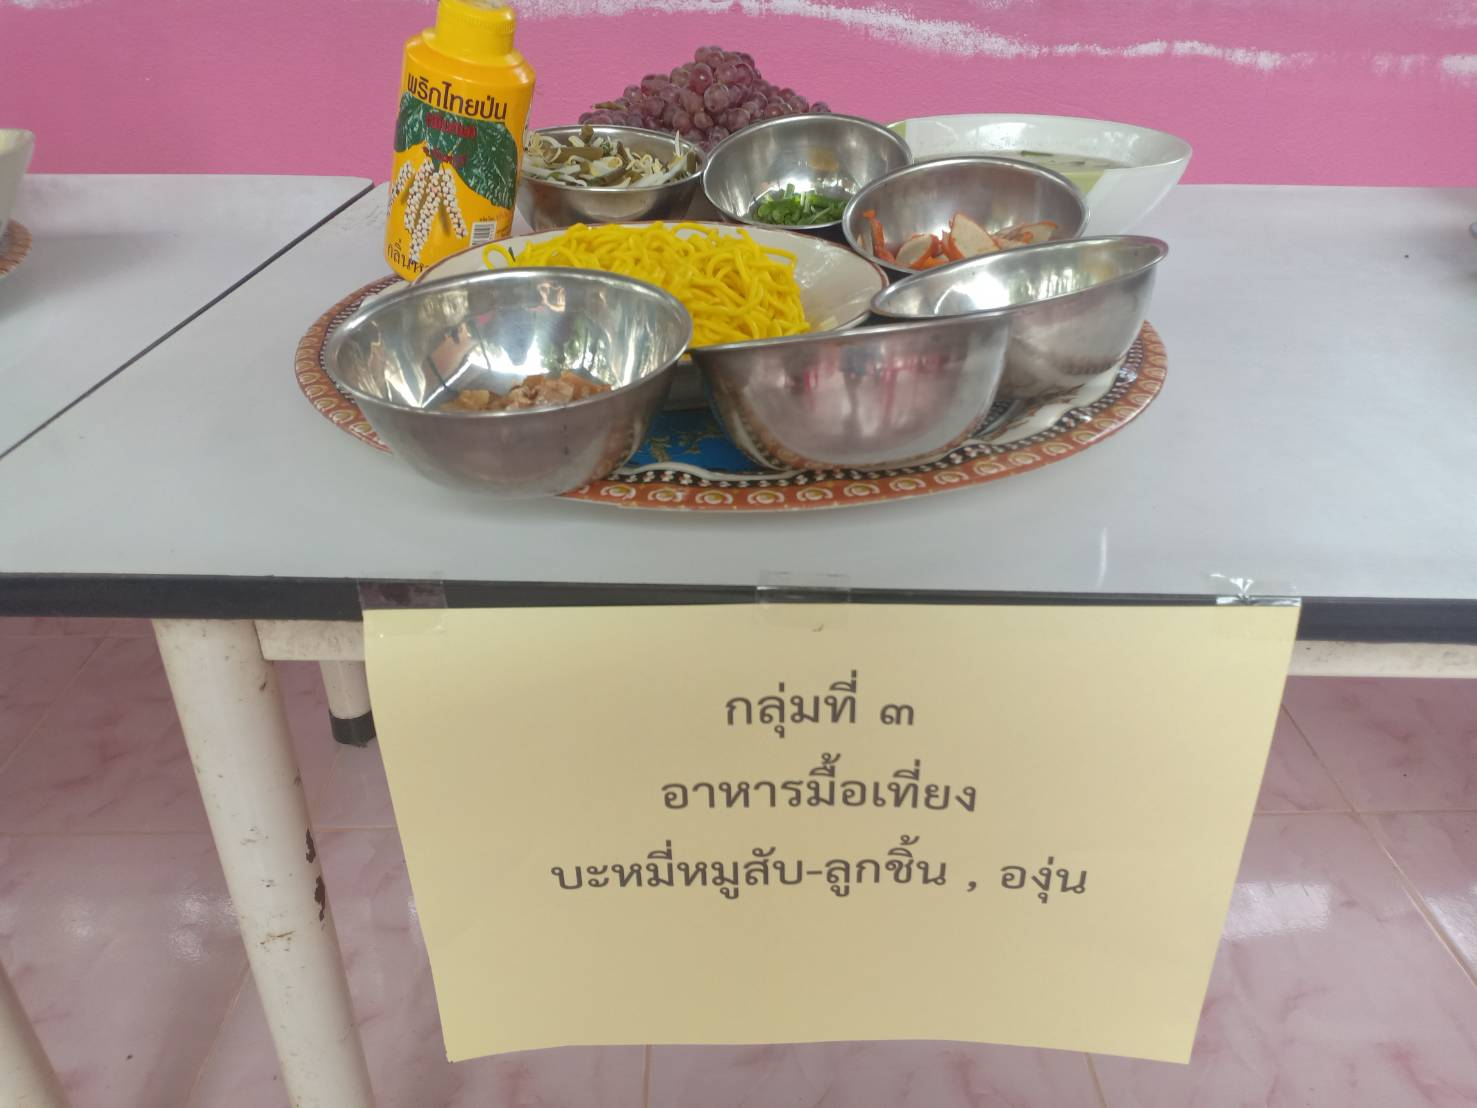 พริกไทยป่น
กลุ่มที่ ๓
อาหารมื้อเที่ยง
บะหมี่หมูสับ-ลูกชิ้น , องุ่น